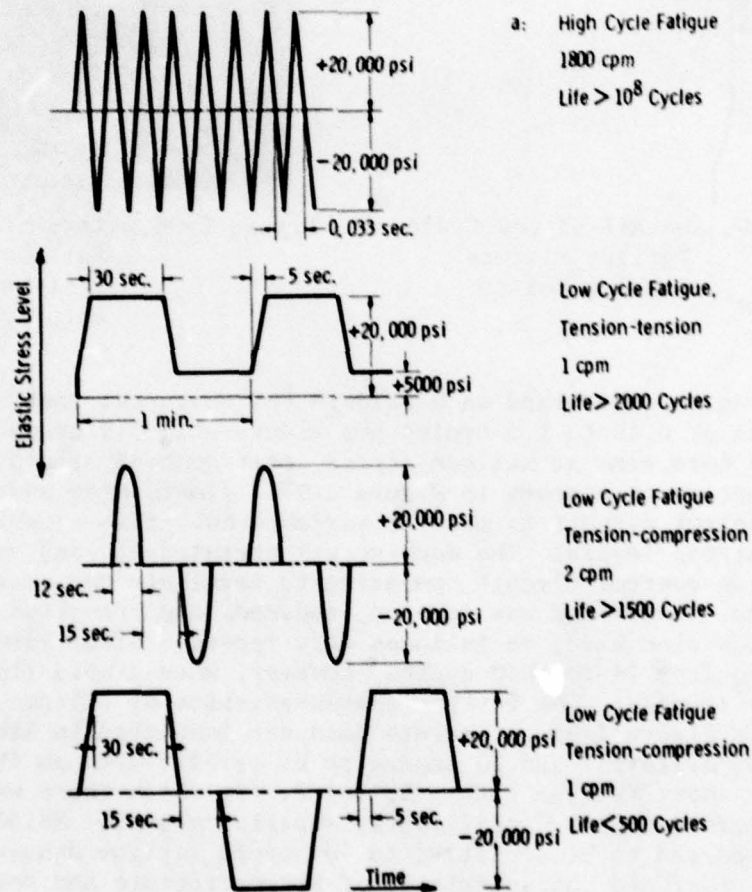 a: High Cycle Fatigue
1800 cpm
Life > 10⁸ Cycles
+20,000 psi
-20,000 psi
0.033 sec.
Elastic Stress Level
30 sec.
5 sec.
+20,000 psi
+5000 psi
1 min.
Low Cycle Fatigue,
Tension-tension
1 cpm
Life > 2000 Cycles
+20,000 psi
-20,000 psi
12 sec.
15 sec.
Low Cycle Fatigue
Tension-compression
2 cpm
Life > 1500 Cycles
30 sec.
15 sec.
5 sec.
+20,000 psi
-20,000 psi
Time
Low Cycle Fatigue
Tension-compression
1 cpm
Life < 500 Cycles